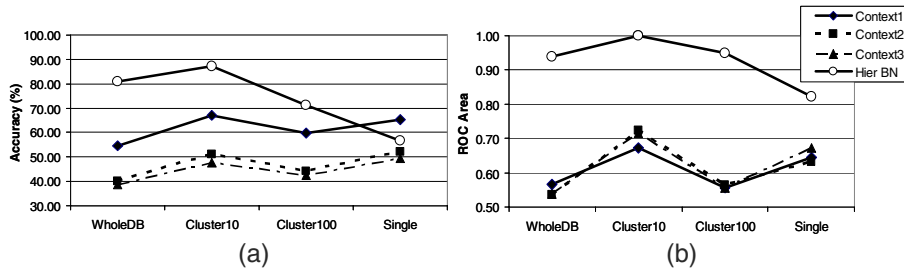 100.00
90.00
80.00
70.00
60.00
50.00
40.00
30.00
Accuracy (%)
WholeDB Cluster10 Cluster100 Single
(a)
1.00
0.90
0.80
0.70
0.60
0.50
ROC Area
WholeDB Cluster10 Cluster100 Single
(b)
Context1
Context2
Context3
Hier BN